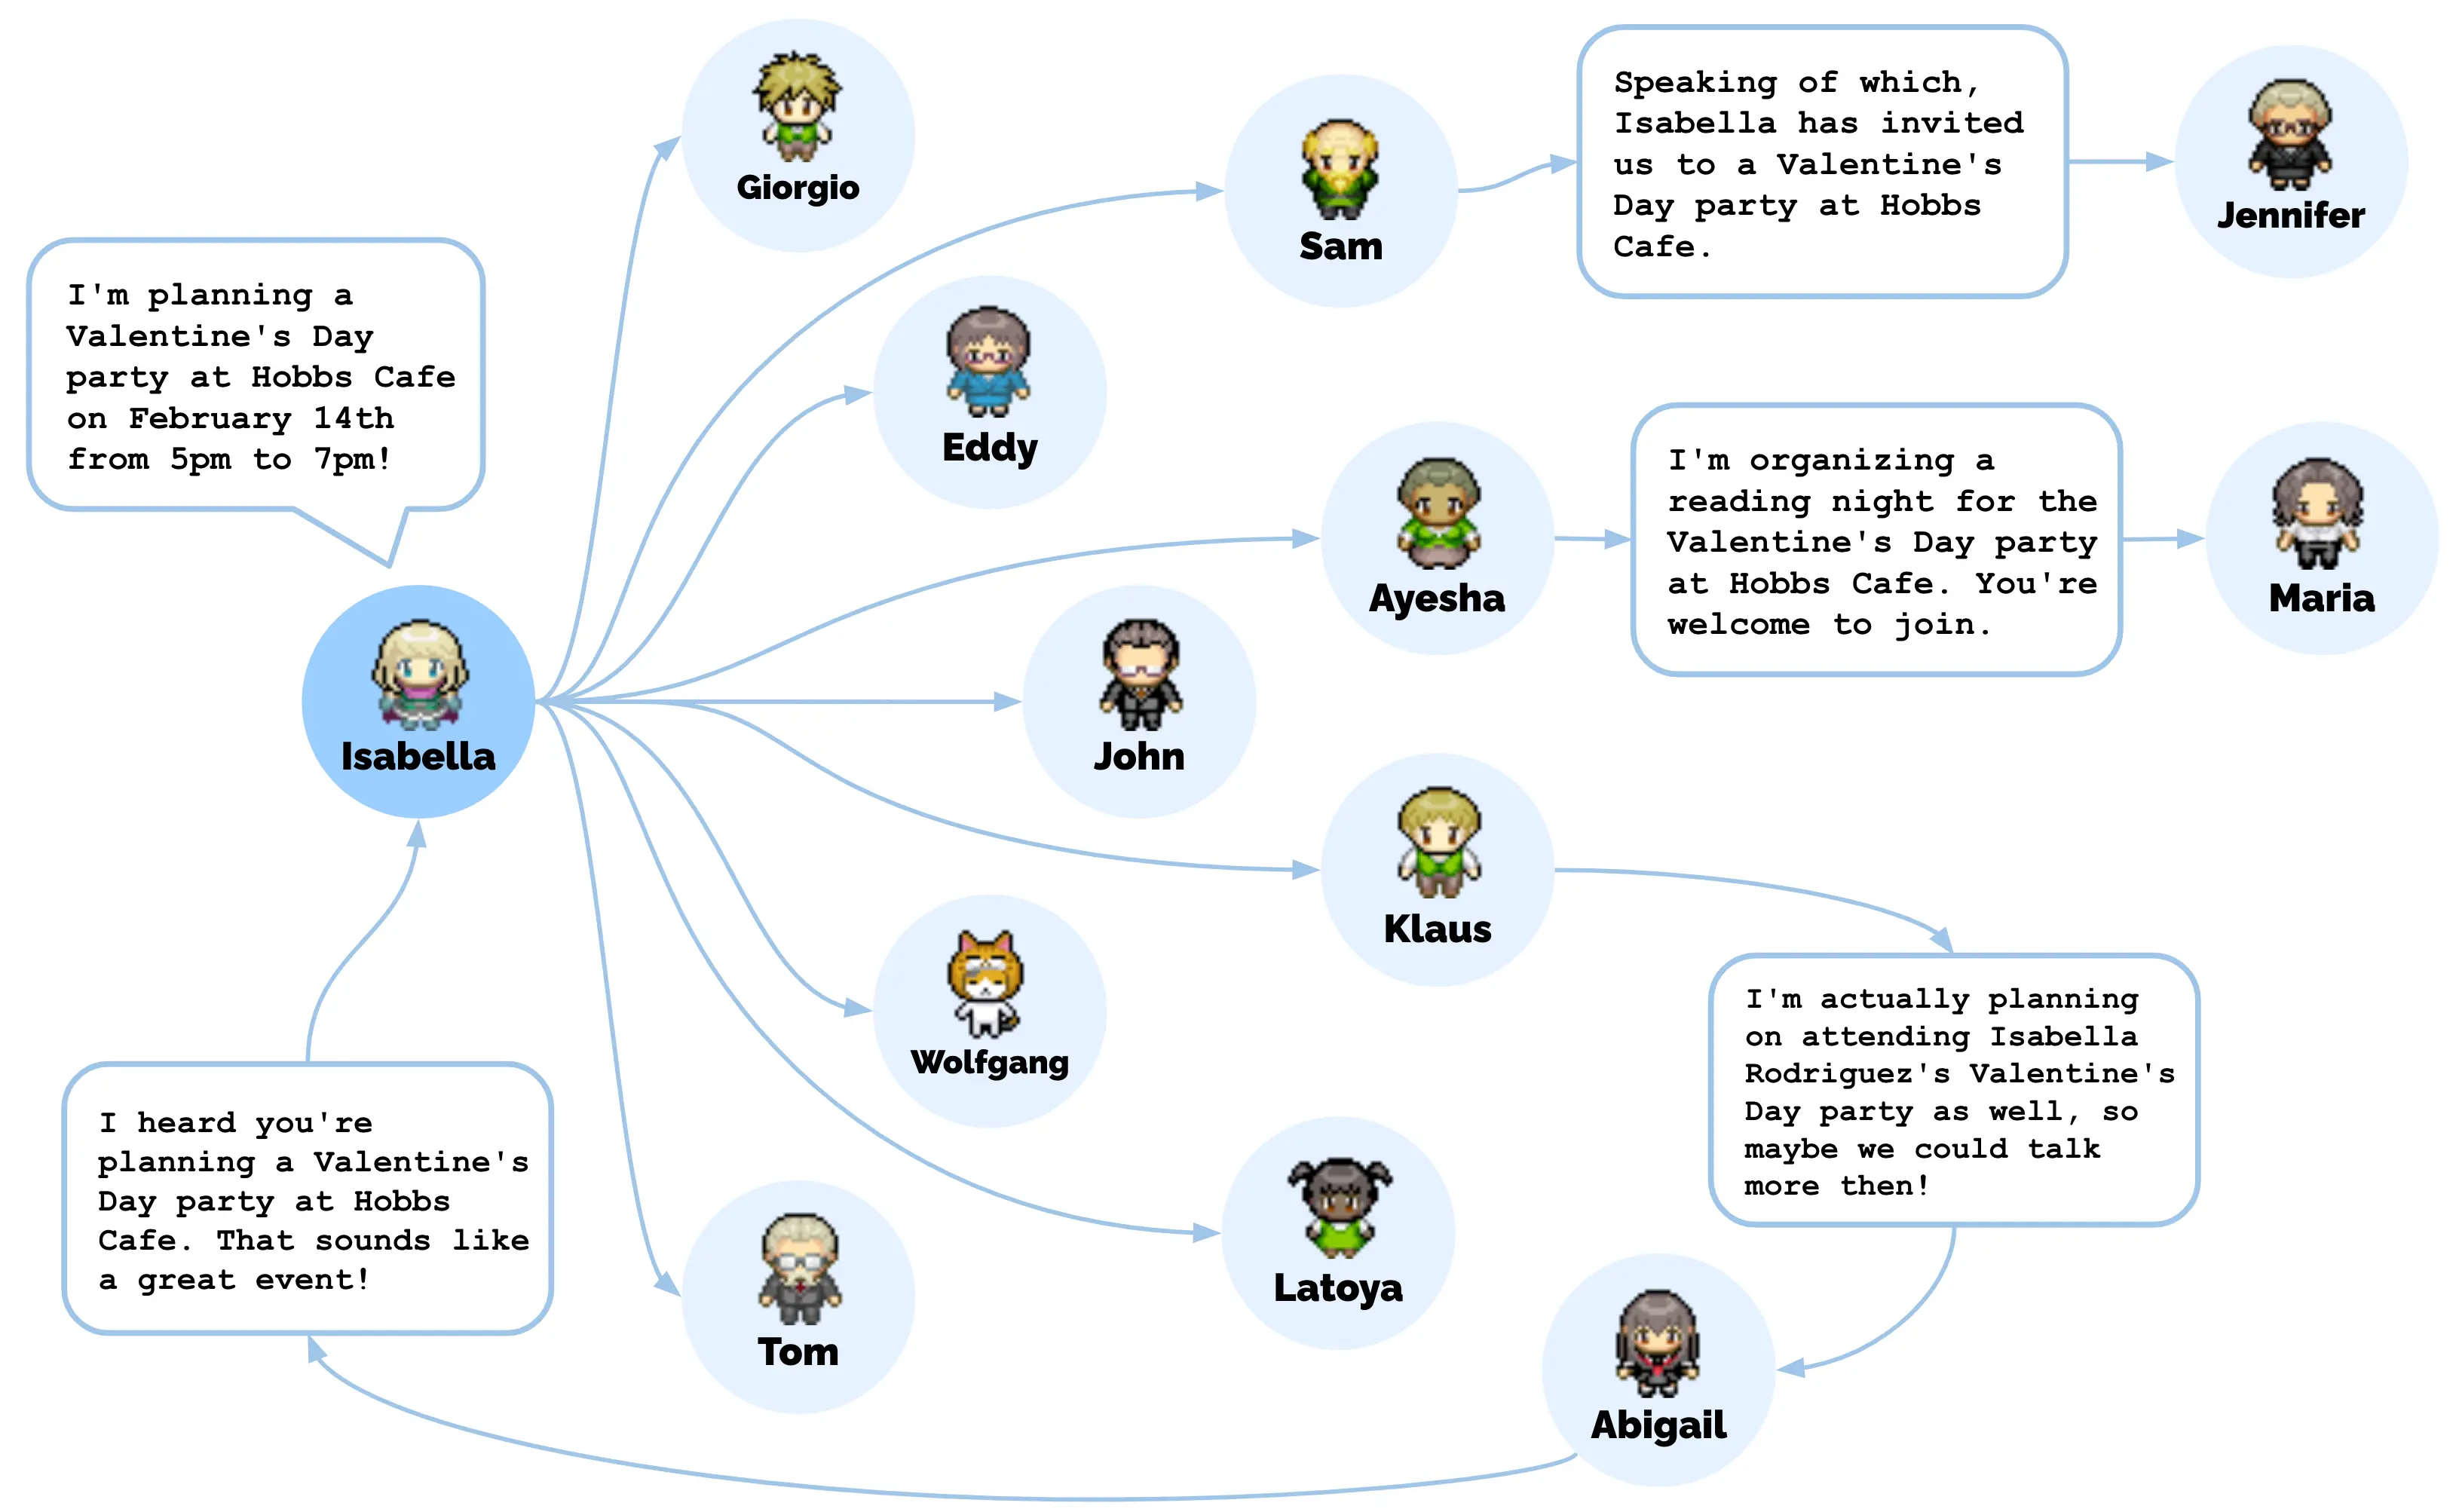 Giorgio
Sam
Speaking of which,
Isabella has invited
us to a Valentine's
Day party at Hobbs
Cafe.
Jennifer
I'm planning a
Valentine's Day
party at Hobbs Cafe
on February 14th
from 5pm to 7pm!
Eddy
Ayesha
I'm organizing a
reading night for the
Valentine's Day party
at Hobbs Cafe. You're
welcome to join.
Maria
Isabella
John
Klaus
Wolfgang
I'm actually planning
on attending Isabella
Rodriguez's Valentine's
Day party as well, so
maybe we could talk
more then!
I heard you're
planning a Valentine's
Day party at Hobbs
Cafe. That sounds like
a great event!
Tom
Latoya
Abigail